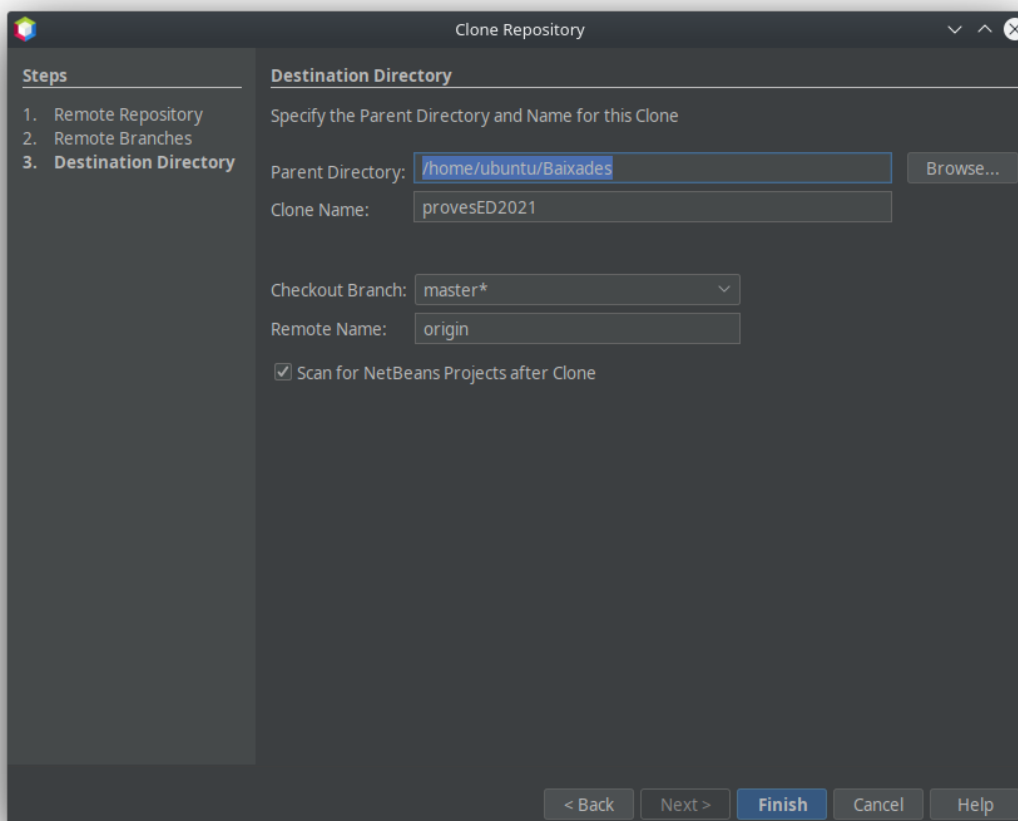 Clone Repository
Steps
1. Remote Repository
2. Remote Branches
3. Destination Directory
Destination Directory
Specify the Parent Directory and Name for this Clone
Parent Directory: /home/ubuntu/Baixades Browse...
Clone Name: provesED2021
Checkout Branch: master*
Remote Name: origin
Scan for NetBeans Projects after Clone
< Back Next > Finish Cancel Help